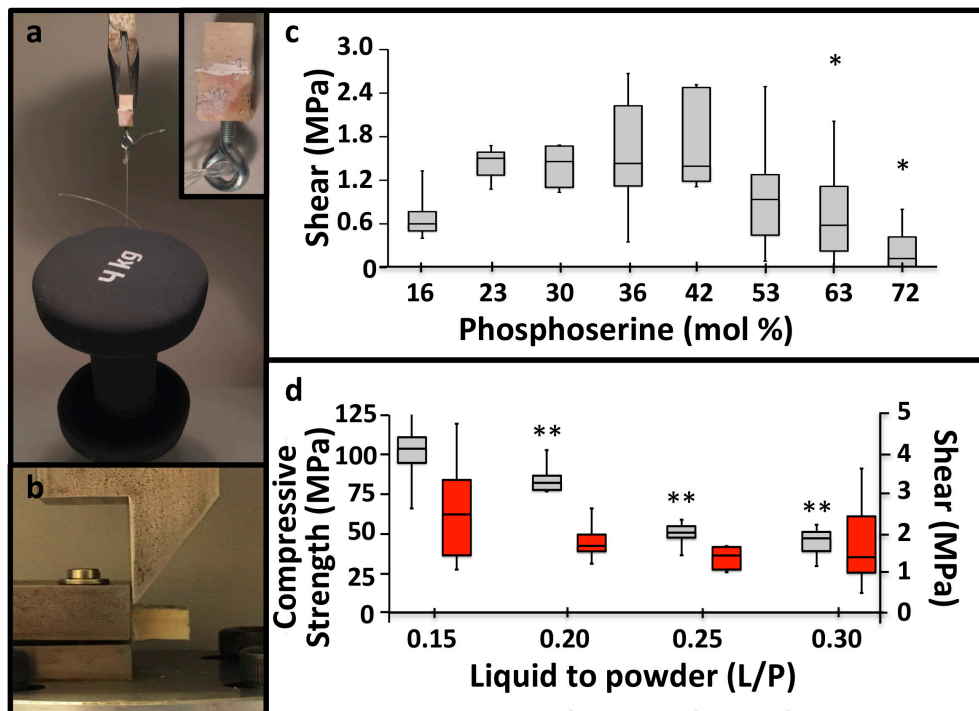 a
4kg
b
c
Shear (MPa)
3.0
2.4
1.8
1.2
0.6
0
*
*
16 23 30 36 42 53 63 72
Phosphoserine (mol %)
d
Compressive
Strength (MPa)
125
100
75
50
25
0
**
**
**
5
4
3
2
1
0
Shear (MPa)
0.15 0.20 0.25 0.30
Liquid to powder (L/P)